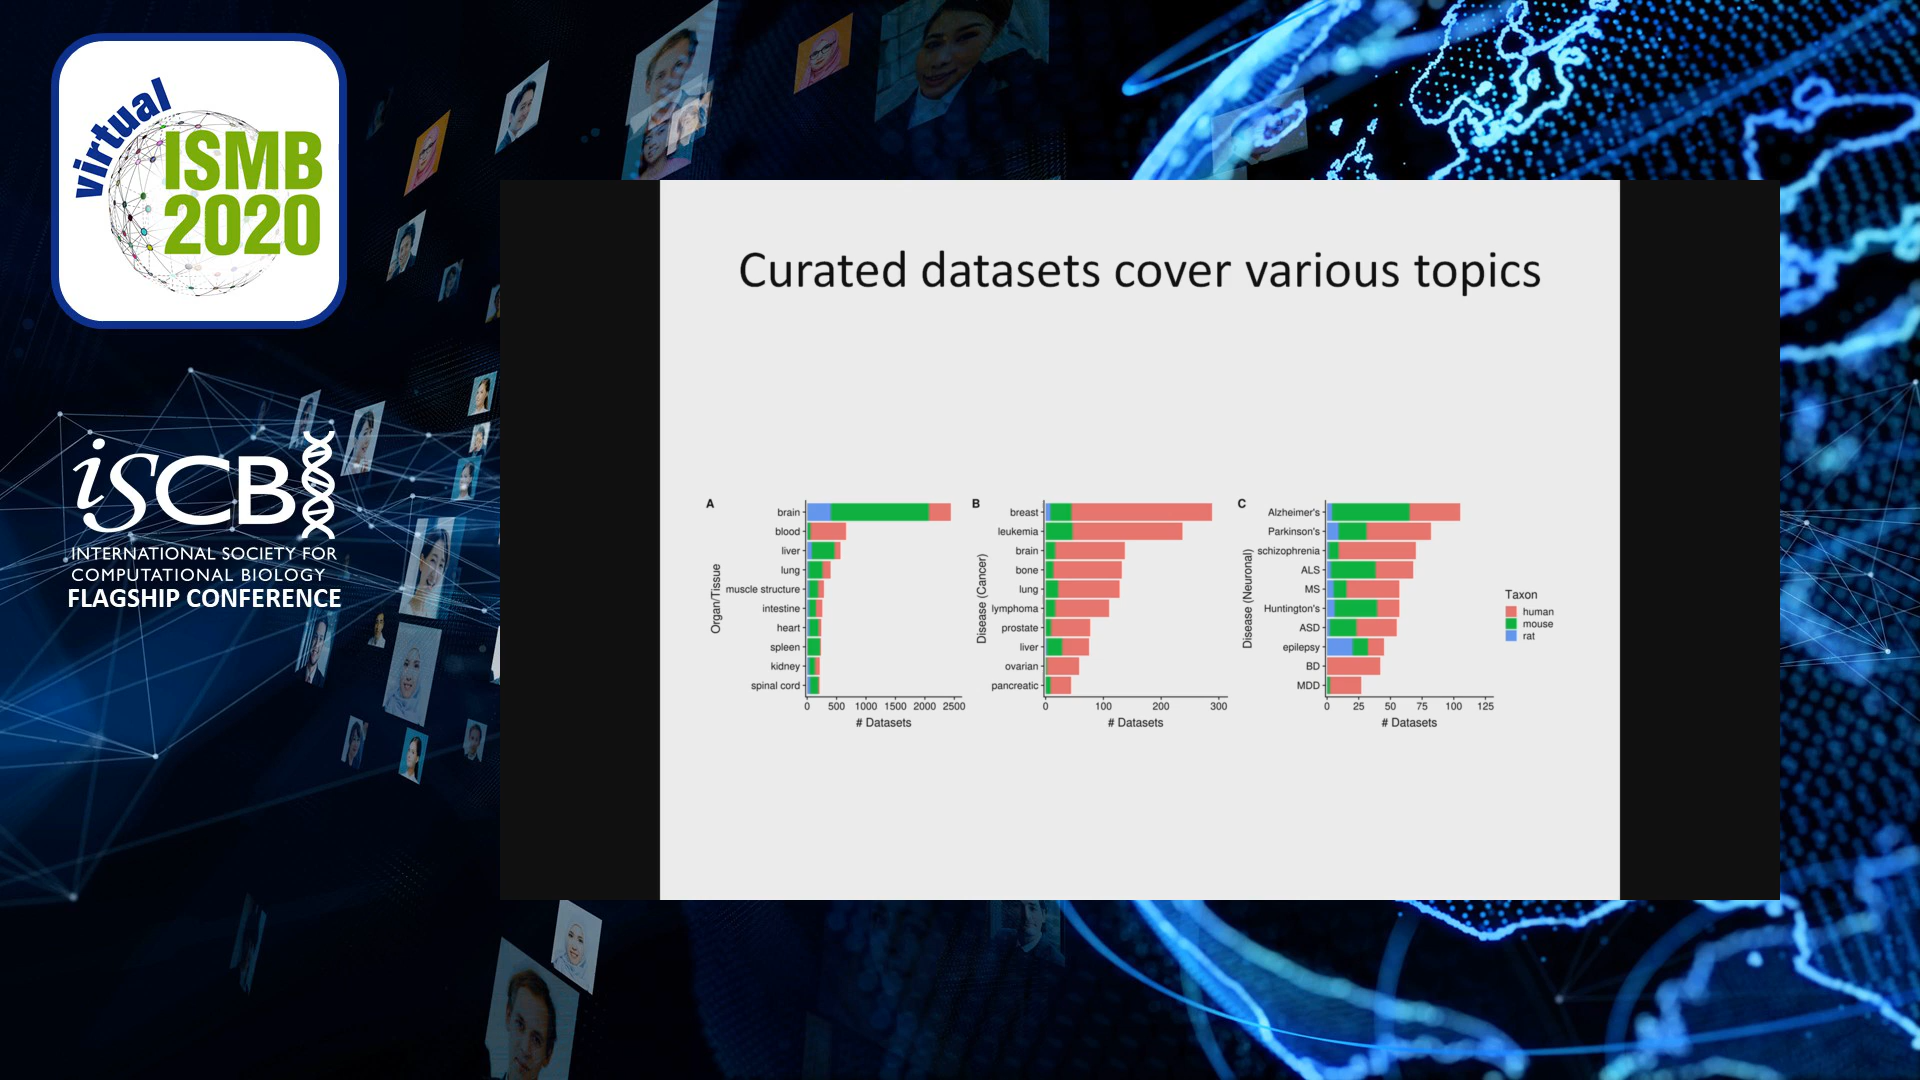 virtual
ISMB
2020
iSCB
INTERNATIONAL SOCIETY FOR
COMPUTATIONAL BIOLOGY
FLAGSHIP CONFERENCE
Curated datasets cover various topics
A
Organ/Tissue
brain
blood
liver
lung
muscle structure
intestine
heart
spleen
kidney
spinal cord
0 500 1000 1500 2000 2500
# Datasets
B
Disease (Cancer)
breast
leukemia
brain
bone
lung
lymphoma
prostate
liver
ovarian
pancreatic
0 100 200 300
# Datasets
C
Disease (Neuronal)
Alzheimer's
Parkinson's
schizophrenia
ALS
MS
Huntington's
ASD
epilepsy
BD
MDD
0 25 50 75 100 125
# Datasets
Taxon
human
mouse
rat